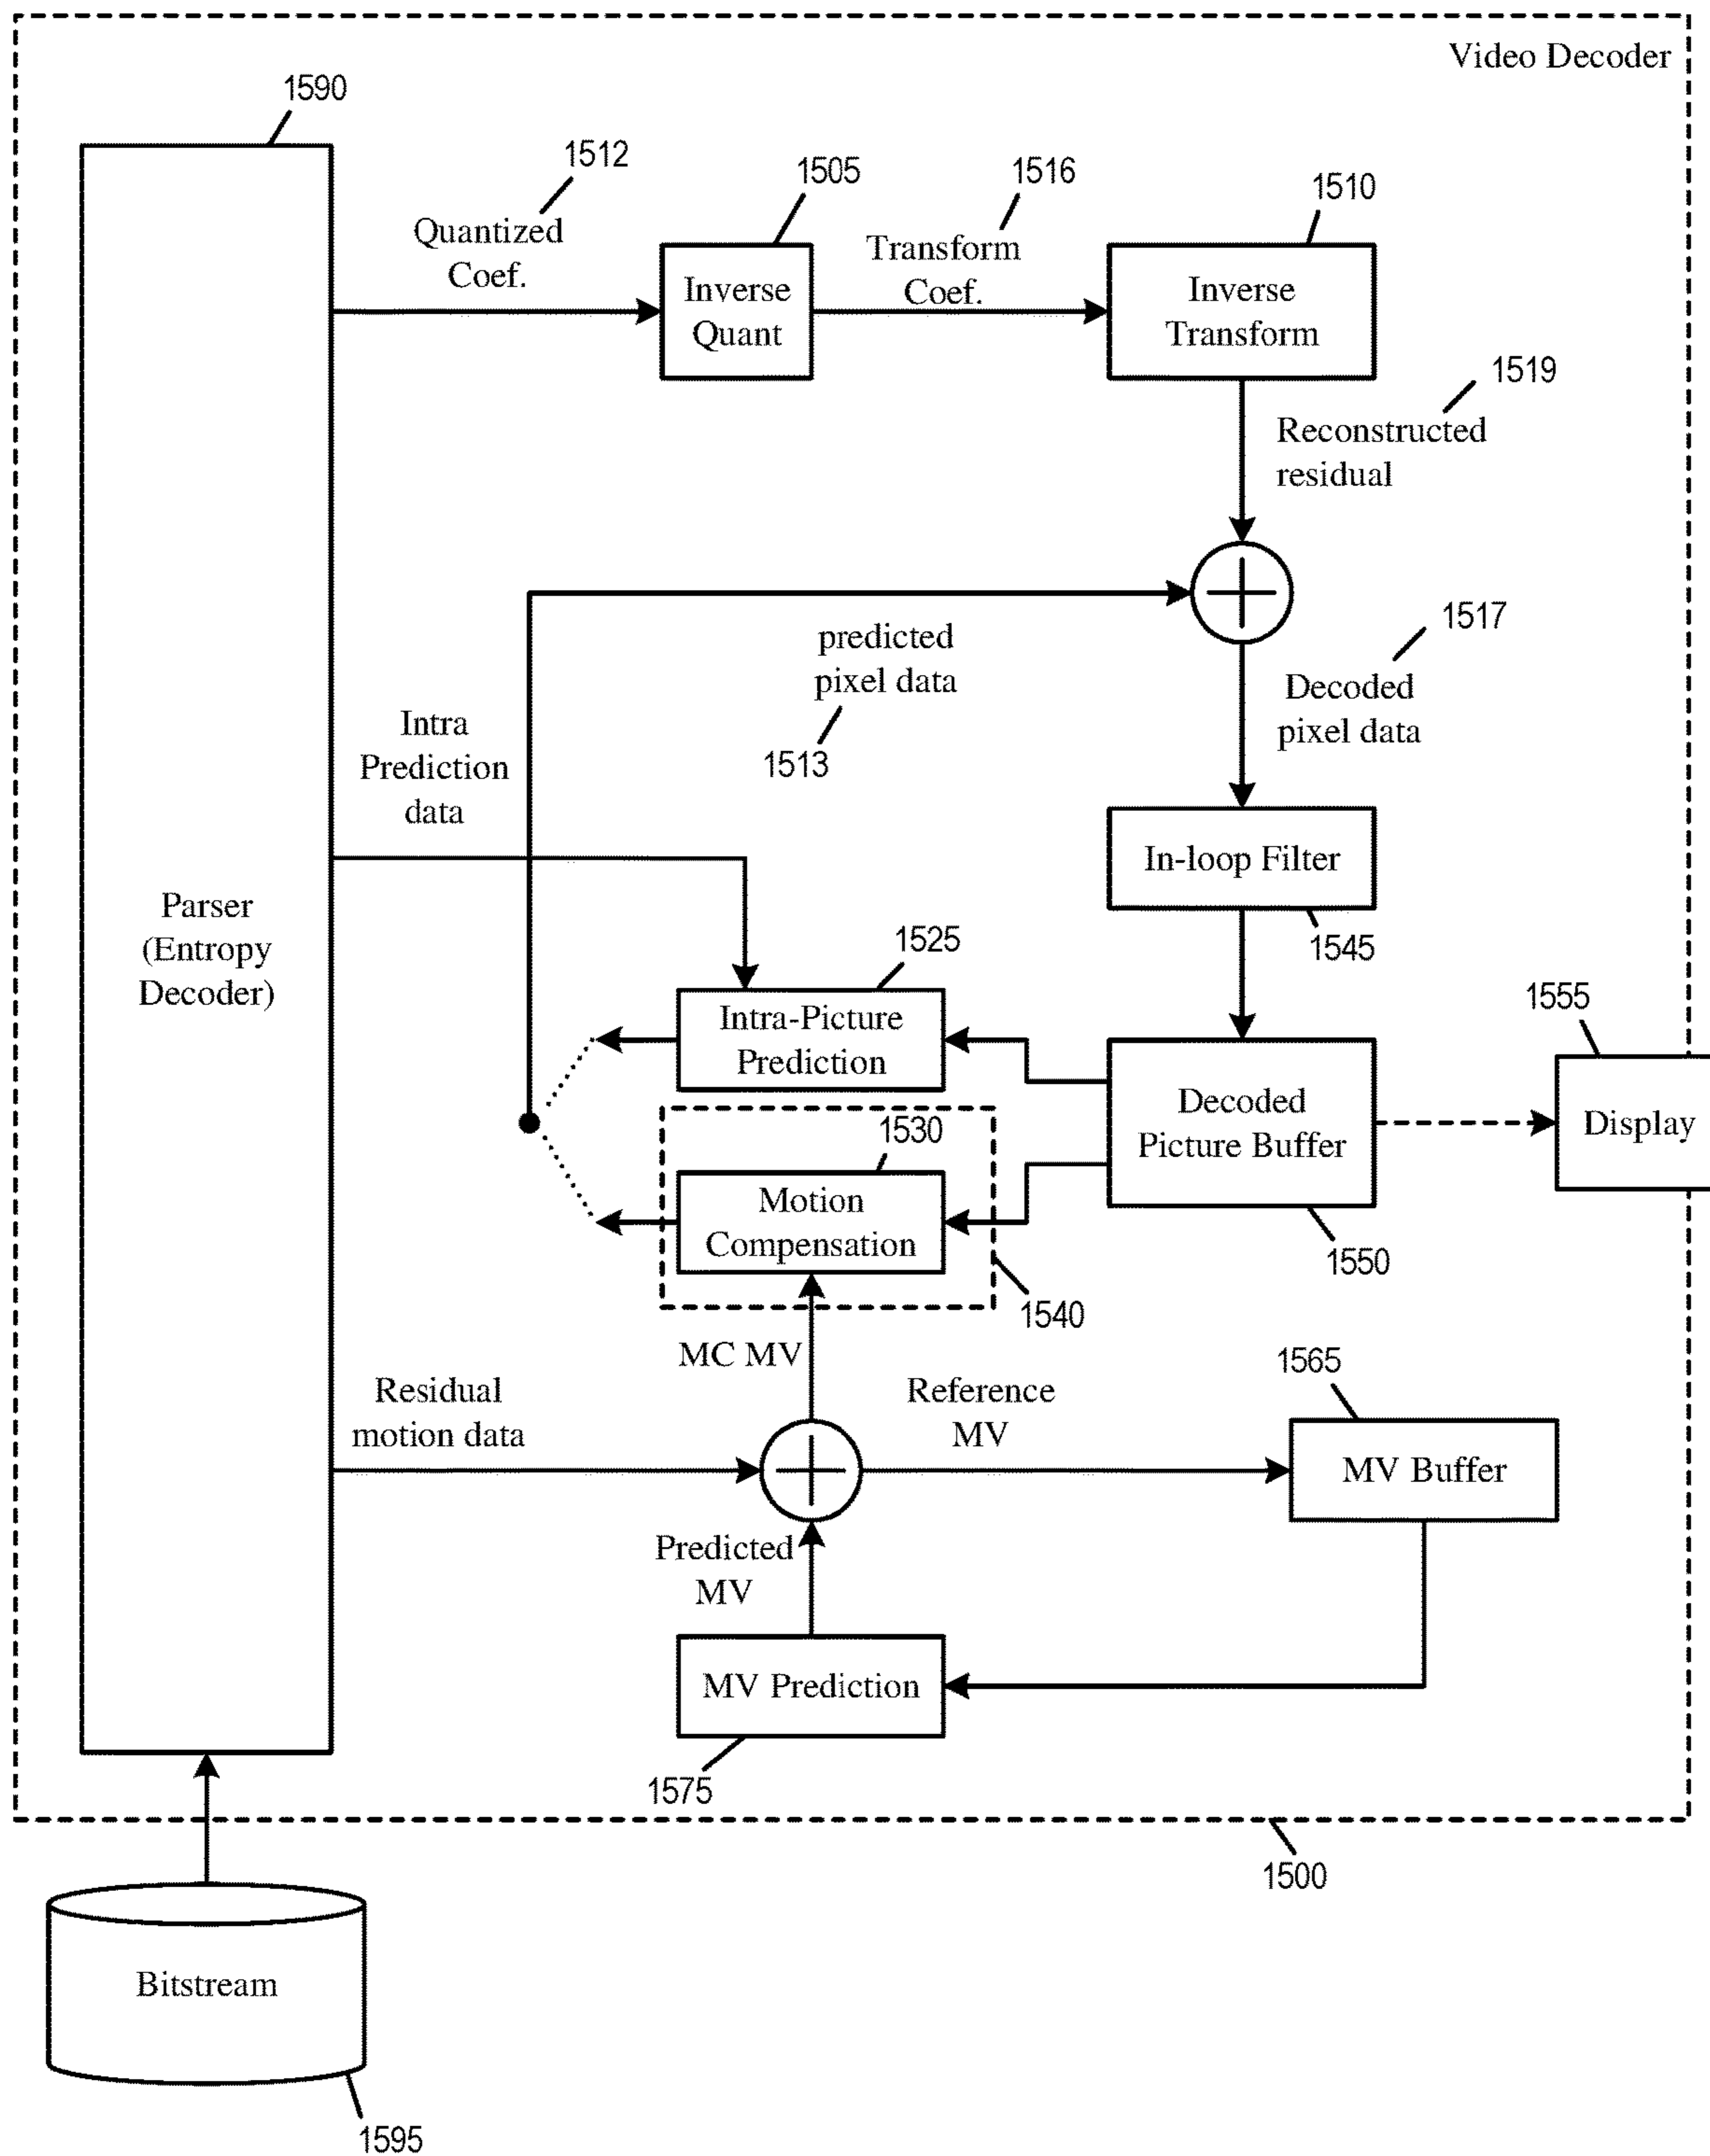 Video Decoder
1590
1512
1505
1516
1510
Quantized
Coef.
Inverse
Quant
Transform
Coef.
Inverse
Transform
1519
Reconstructed
residual
predicted
pixel data
1513
1517
Decoded
pixel data
Intra
Prediction
data
In-loop Filter
1545
Parser
(Entropy
Decoder)
1525
Intra-Picture
Prediction
1555
Display
Decoded
Picture Buffer
1550
1530
Motion
Compensation
1540
MC MV
Residual
motion data
Reference
MV
1565
MV Buffer
Predicted
MV
MV Prediction
1575
1500
Bitstream
1595